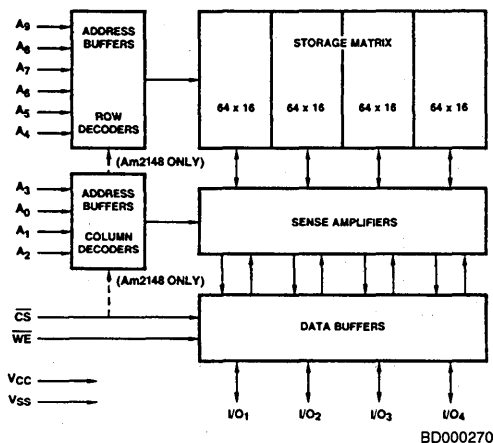 A9
A8
A7
A6
A5
A4
ADDRESS
BUFFERS
ROW
DECODERS
STORAGE MATRIX
64 x 16
64 x 16
64 x 16
64 x 16
(Am2148 ONLY)
A3
A0
A1
A2
ADDRESS
BUFFERS
COLUMN
DECODERS
SENSE AMPLIFIERS
(Am2148 ONLY)
CS
WE
DATA BUFFERS
VCC
VSS
I/O1
I/O2
I/O3
I/O4
BD000270